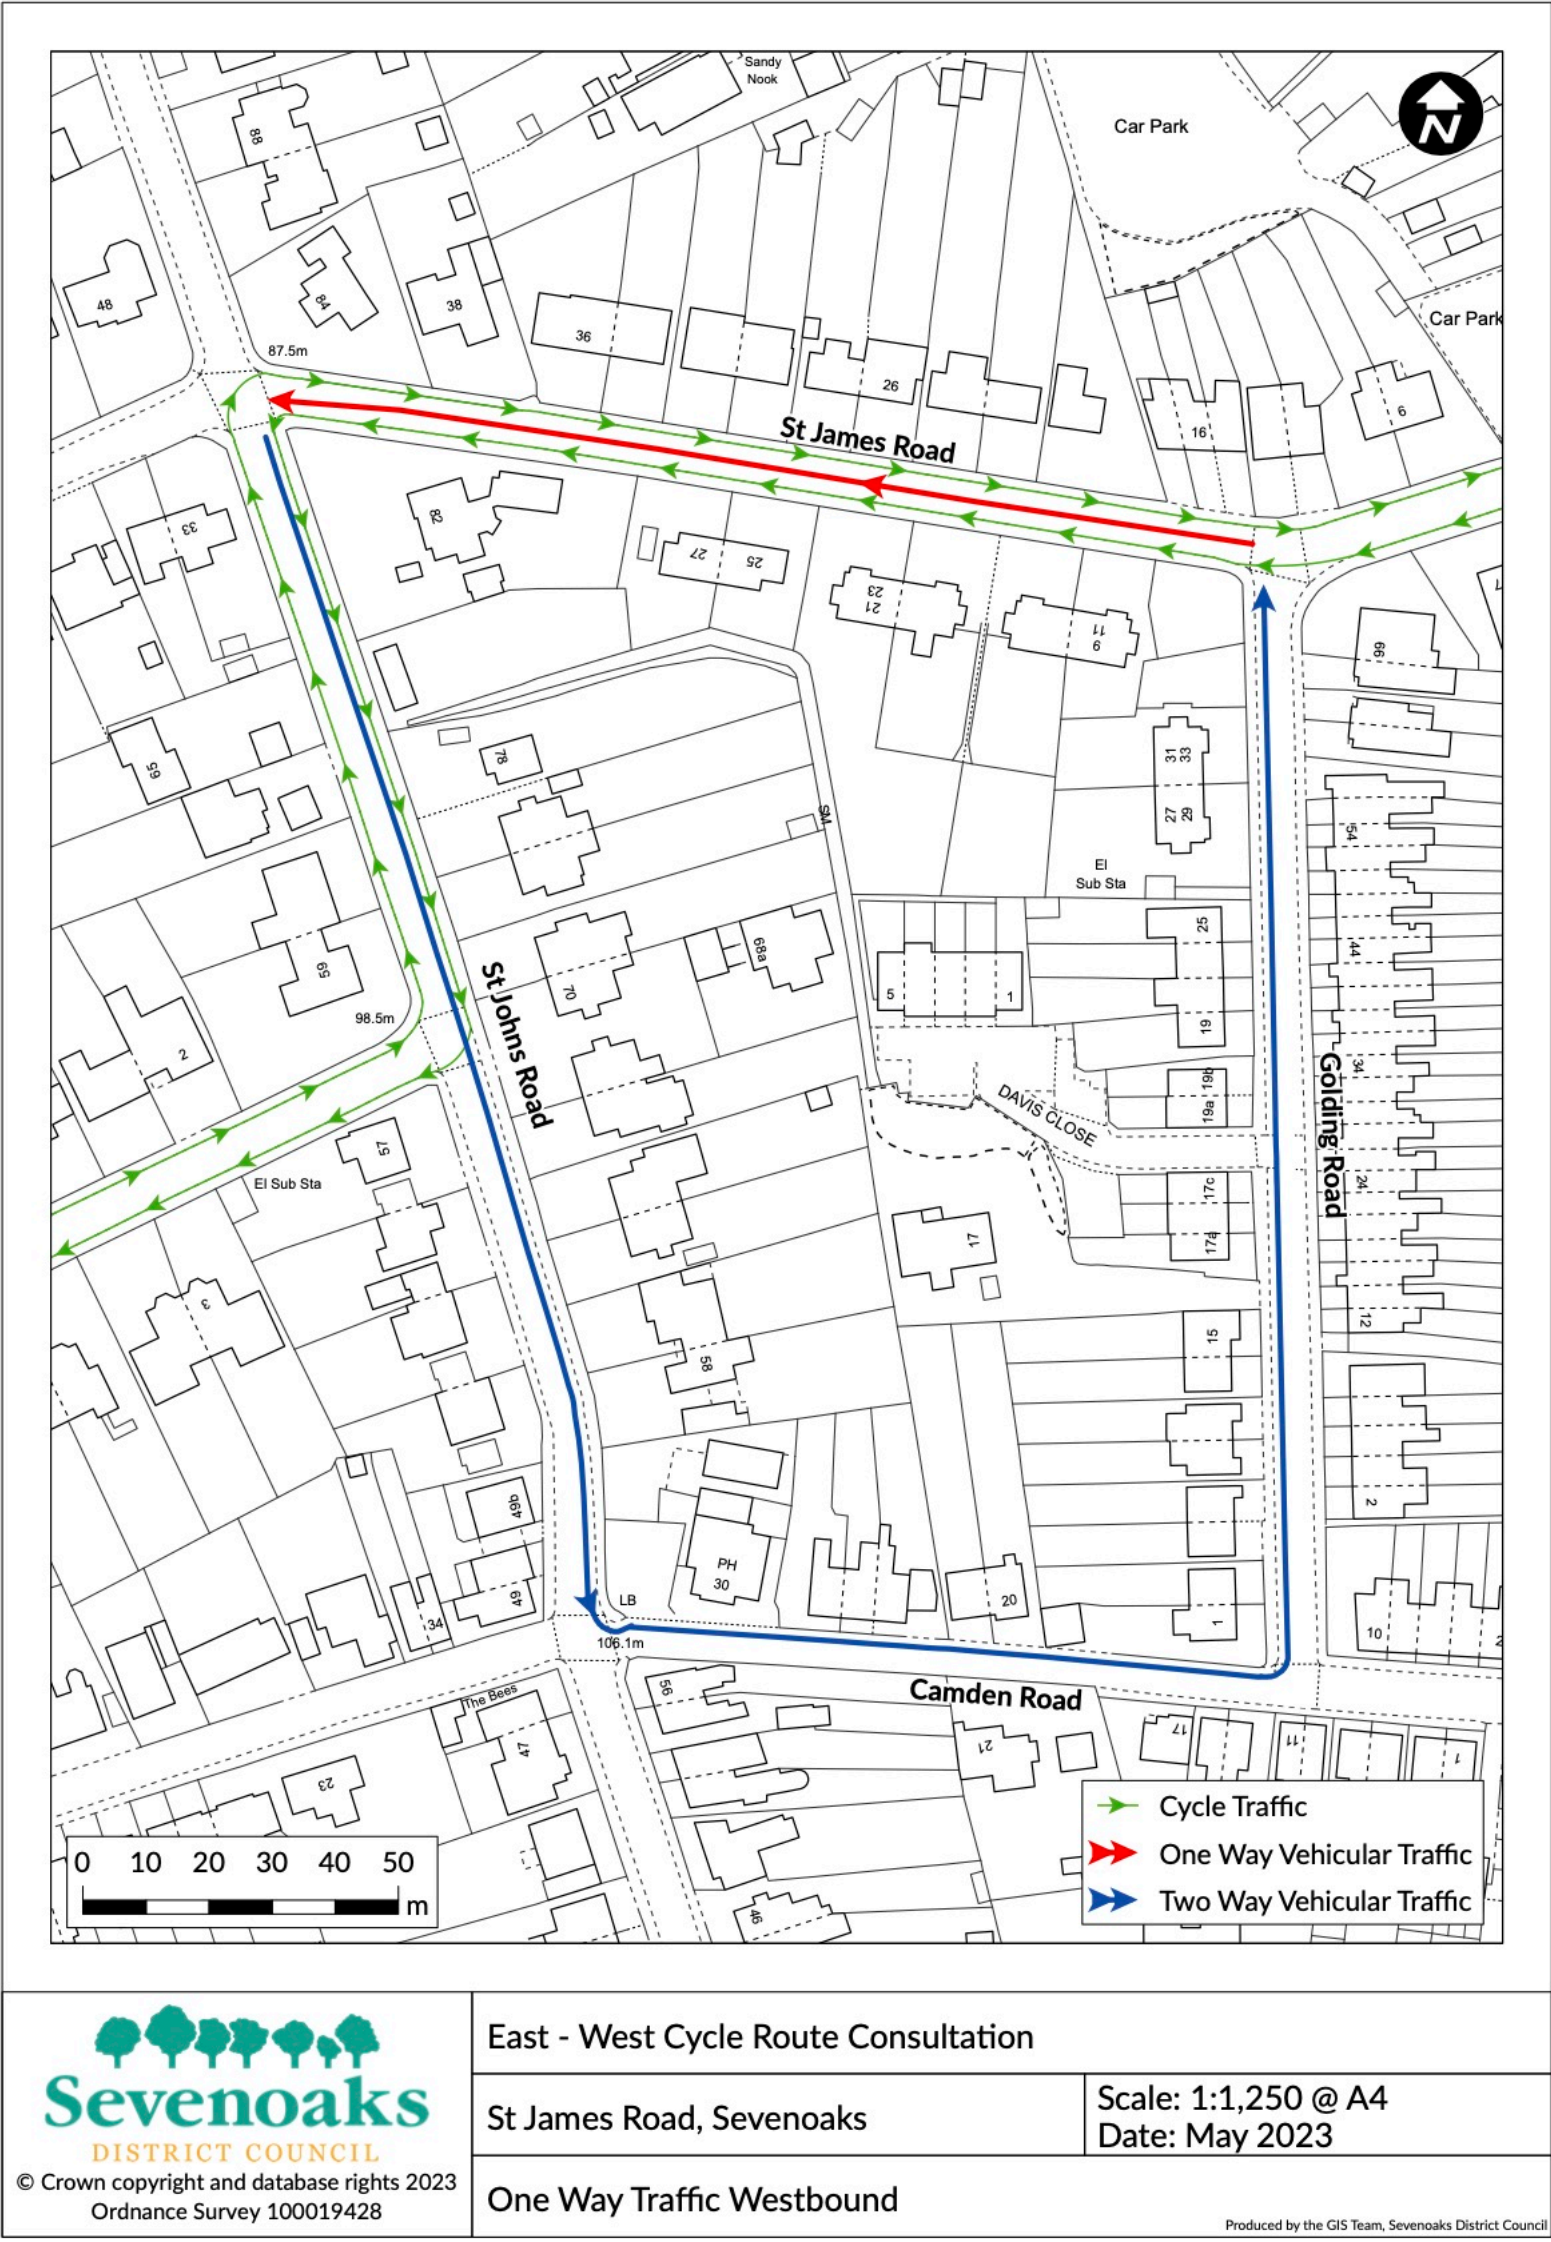 Sandy
Nook
Car Park
N
88
48
84
38
36
26
Car Park
87.5m
16
6
St James Road
33
82
27
25
23
21
11
9
66
65
78
SM
31
33
27
29
54
El
Sub Sta
25
44
59
70
68a
5
1
19
98.5m
2
St Johns Road
34
19b
19a
DAVIS CLOSE
Golding Road
57
El Sub Sta
17c
24
17a
17
3
15
12
58
49b
2
PH
30
LB
49
34
20
1
10
2
106.1m
The Bees
56
Camden Road
47
21
17
11
1
23
46
Cycle Traffic
One Way Vehicular Traffic
Two Way Vehicular Traffic
0 10 20 30 40 50
m
Sevenoaks
DISTRICT COUNCIL
© Crown copyright and database rights 2023
Ordnance Survey 100019428
East - West Cycle Route Consultation
St James Road, Sevenoaks
Scale: 1:1,250 @ A4
Date: May 2023
One Way Traffic Westbound
Produced by the GIS Team, Sevenoaks District Council